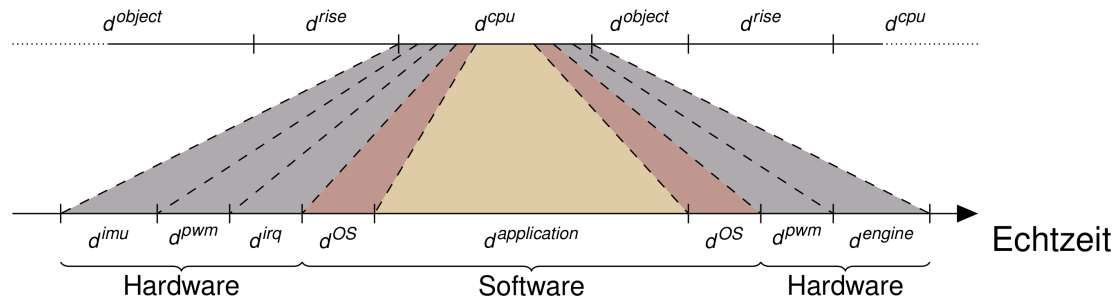 d^object d^rise d^cpu d^object d^rise d^cpu
d^imu d^pwm d^irq d^OS d^application d^OS d^pwm d^engine Echtzeit
Hardware Software Hardware